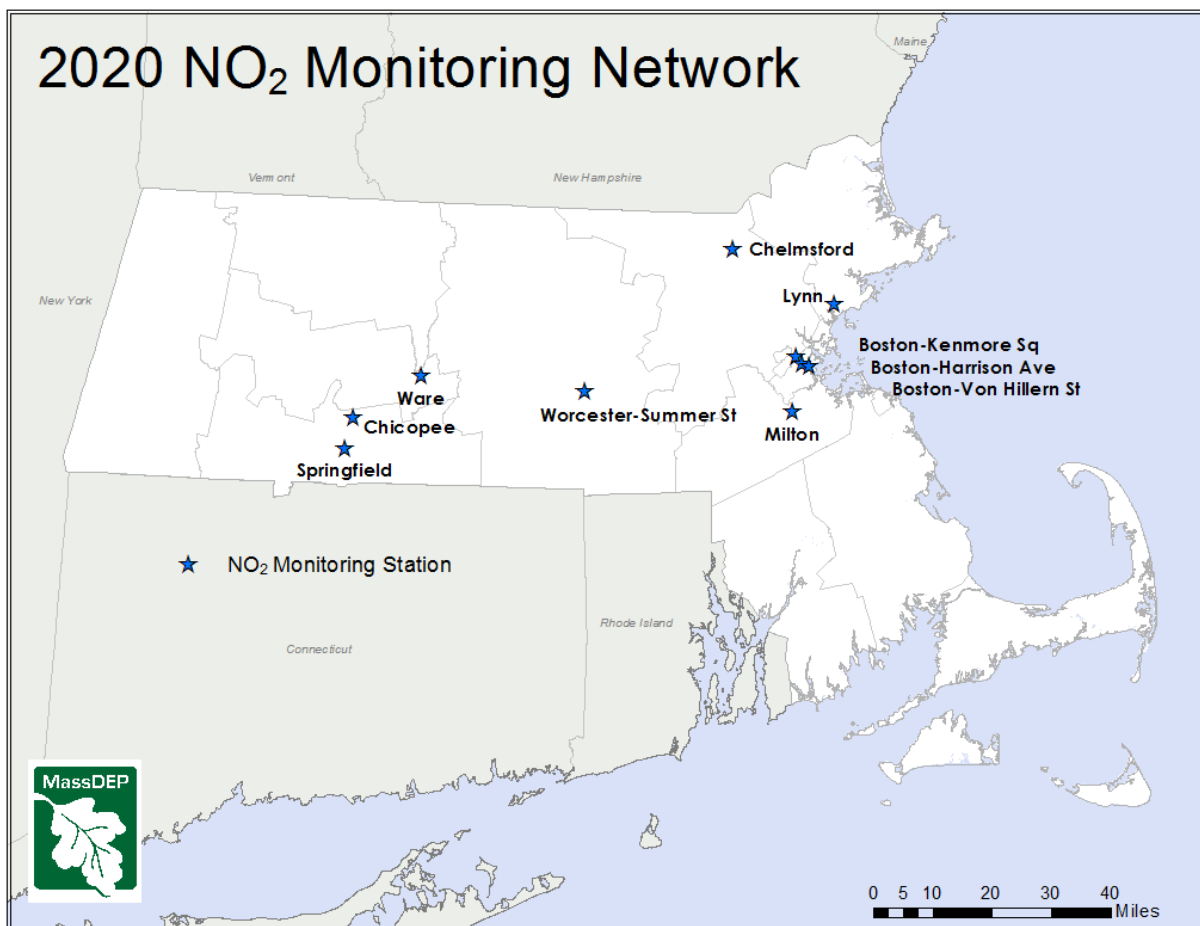 2020 NO₂ Monitoring Network
Maine
Vermont
New Hampshire
Chelmsford
New York
Lynn
Boston-Kenmore Sq
Boston-Harrison Ave
Boston-Von Hillern St
Ware
Worcester-Summer St
Chicopee
Milton
Springfield
NO₂ Monitoring Station
Rhode Island
Connecticut
MassDEP
0 5 10 20 30 40
Miles